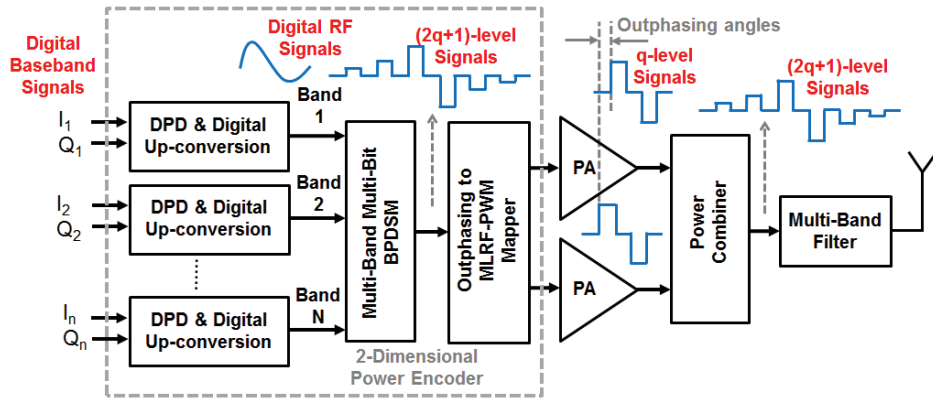 Digital
Baseband
Signals
Digital RF
Signals
(2q+1)-level
Signals
Outphasing angles
q-level
Signals
(2q+1)-level
Signals
I1
Q1
DPD & Digital
Up-conversion
Band
1
I2
Q2
DPD & Digital
Up-conversion
Band
2
In
Qn
DPD & Digital
Up-conversion
Band
N
Multi-Band Multi-Bit
BPDSM
Outphasing to
MLRF-PWM
Mapper
2-Dimensional
Power Encoder
PA
PA
Power
Combiner
Multi-Band
Filter